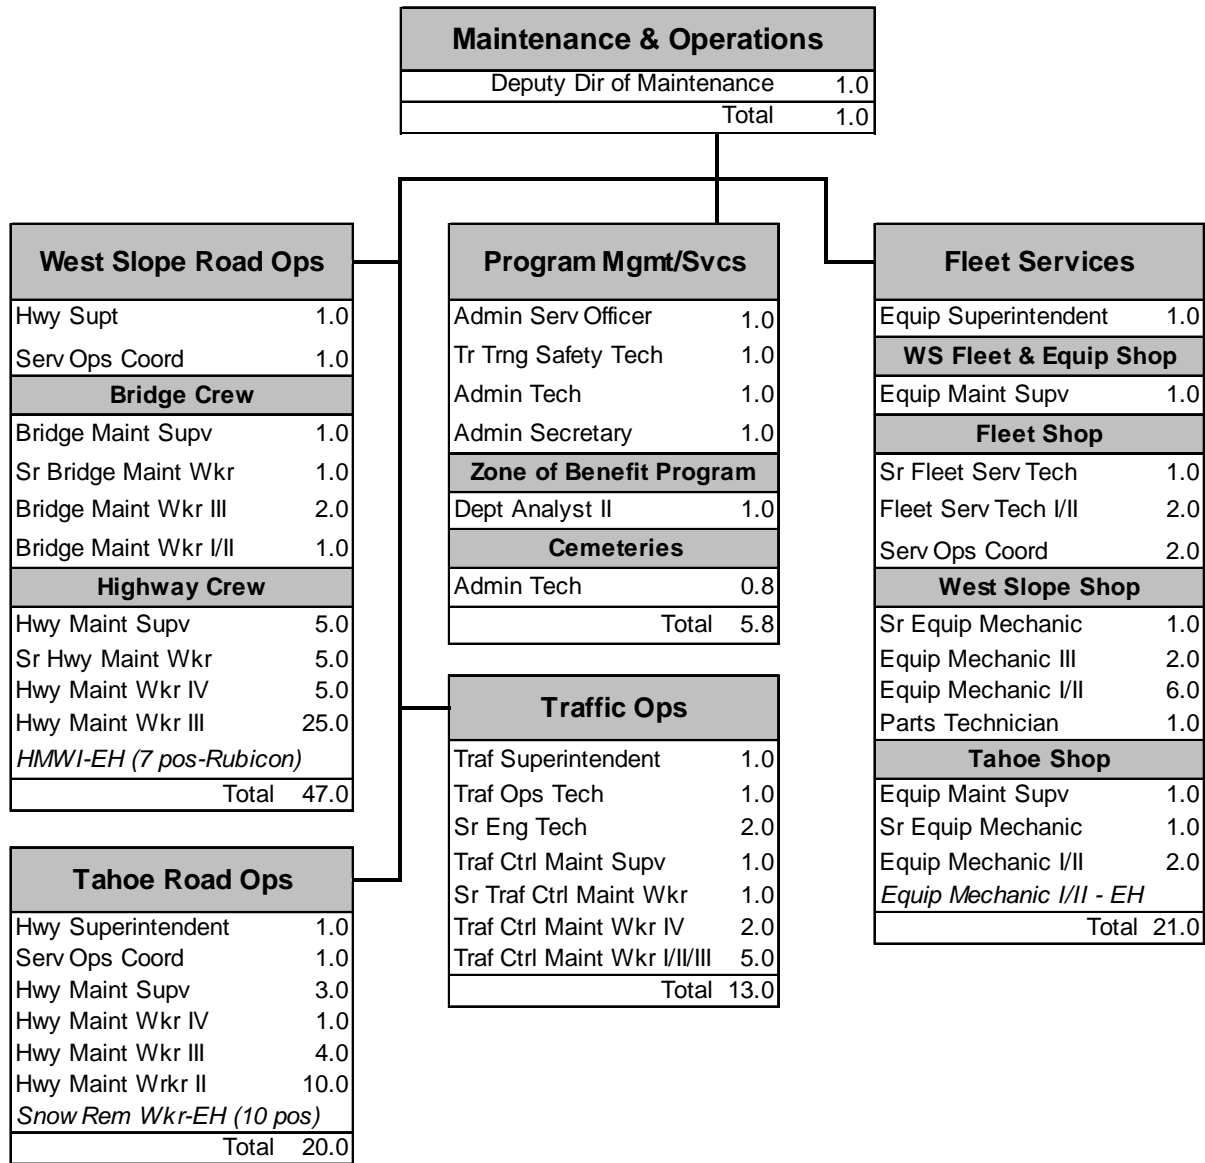 Maintenance & Operations
Deputy Dir of Maintenance 1.0
Total 1.0
West Slope Road Ops
Hwy Supt 1.0
Serv Ops Coord 1.0
Bridge Crew
Bridge Maint Supv 1.0
Sr Bridge Maint Wkr 1.0
Bridge Maint Wkr III 2.0
Bridge Maint Wkr I/II 1.0
Highway Crew
Hwy Maint Supv 5.0
Sr Hwy Maint Wkr 5.0
Hwy Maint Wkr IV 5.0
Hwy Maint Wkr III 25.0
HMWI-EH (7 pos-Rubicon)
Total 47.0
Tahoe Road Ops
Hwy Superintendent 1.0
Serv Ops Coord 1.0
Hwy Maint Supv 3.0
Hwy Maint Wkr IV 1.0
Hwy Maint Wkr III 4.0
Hwy Maint Wrkr II 10.0
Snow Rem Wkr-EH (10 pos)
Total 20.0
Program Mgmt/Svcs
Admin Serv Officer 1.0
Tr Trng Safety Tech 1.0
Admin Tech 1.0
Admin Secretary 1.0
Zone of Benefit Program
Dept Analyst II 1.0
Cemeteries
Admin Tech 0.8
Total 5.8
Traffic Ops
Traf Superintendent 1.0
Traf Ops Tech 1.0
Sr Eng Tech 2.0
Traf Ctrl Maint Supv 1.0
Sr Traf Ctrl Maint Wkr 1.0
Traf Ctrl Maint Wkr IV 2.0
Traf Ctrl Maint Wkr I/II/III 5.0
Total 13.0
Fleet Services
Equip Superintendent 1.0
WS Fleet & Equip Shop
Equip Maint Supv 1.0
Fleet Shop
Sr Fleet Serv Tech 1.0
Fleet Serv Tech I/II 2.0
Serv Ops Coord 2.0
West Slope Shop
Sr Equip Mechanic 1.0
Equip Mechanic III 2.0
Equip Mechanic I/II 6.0
Parts Technician 1.0
Tahoe Shop
Equip Maint Supv 1.0
Sr Equip Mechanic 1.0
Equip Mechanic I/II 2.0
Equip Mechanic I/II - EH
Total 21.0